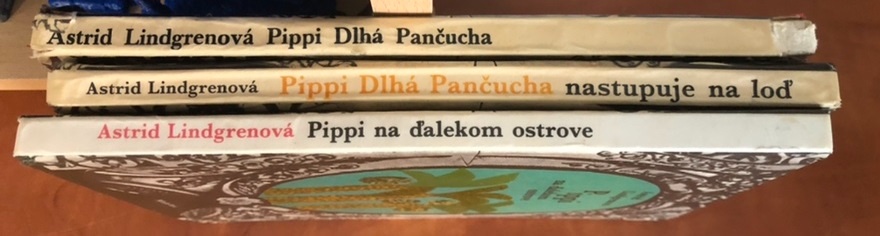 Astrid Lindgrenová Pippi Dlhá Pančucha
Astrid Lindgrenová Pippi Dlhá Pančucha nastupuje na loď
Astrid Lindgrenová Pippi na ďalekom ostrove